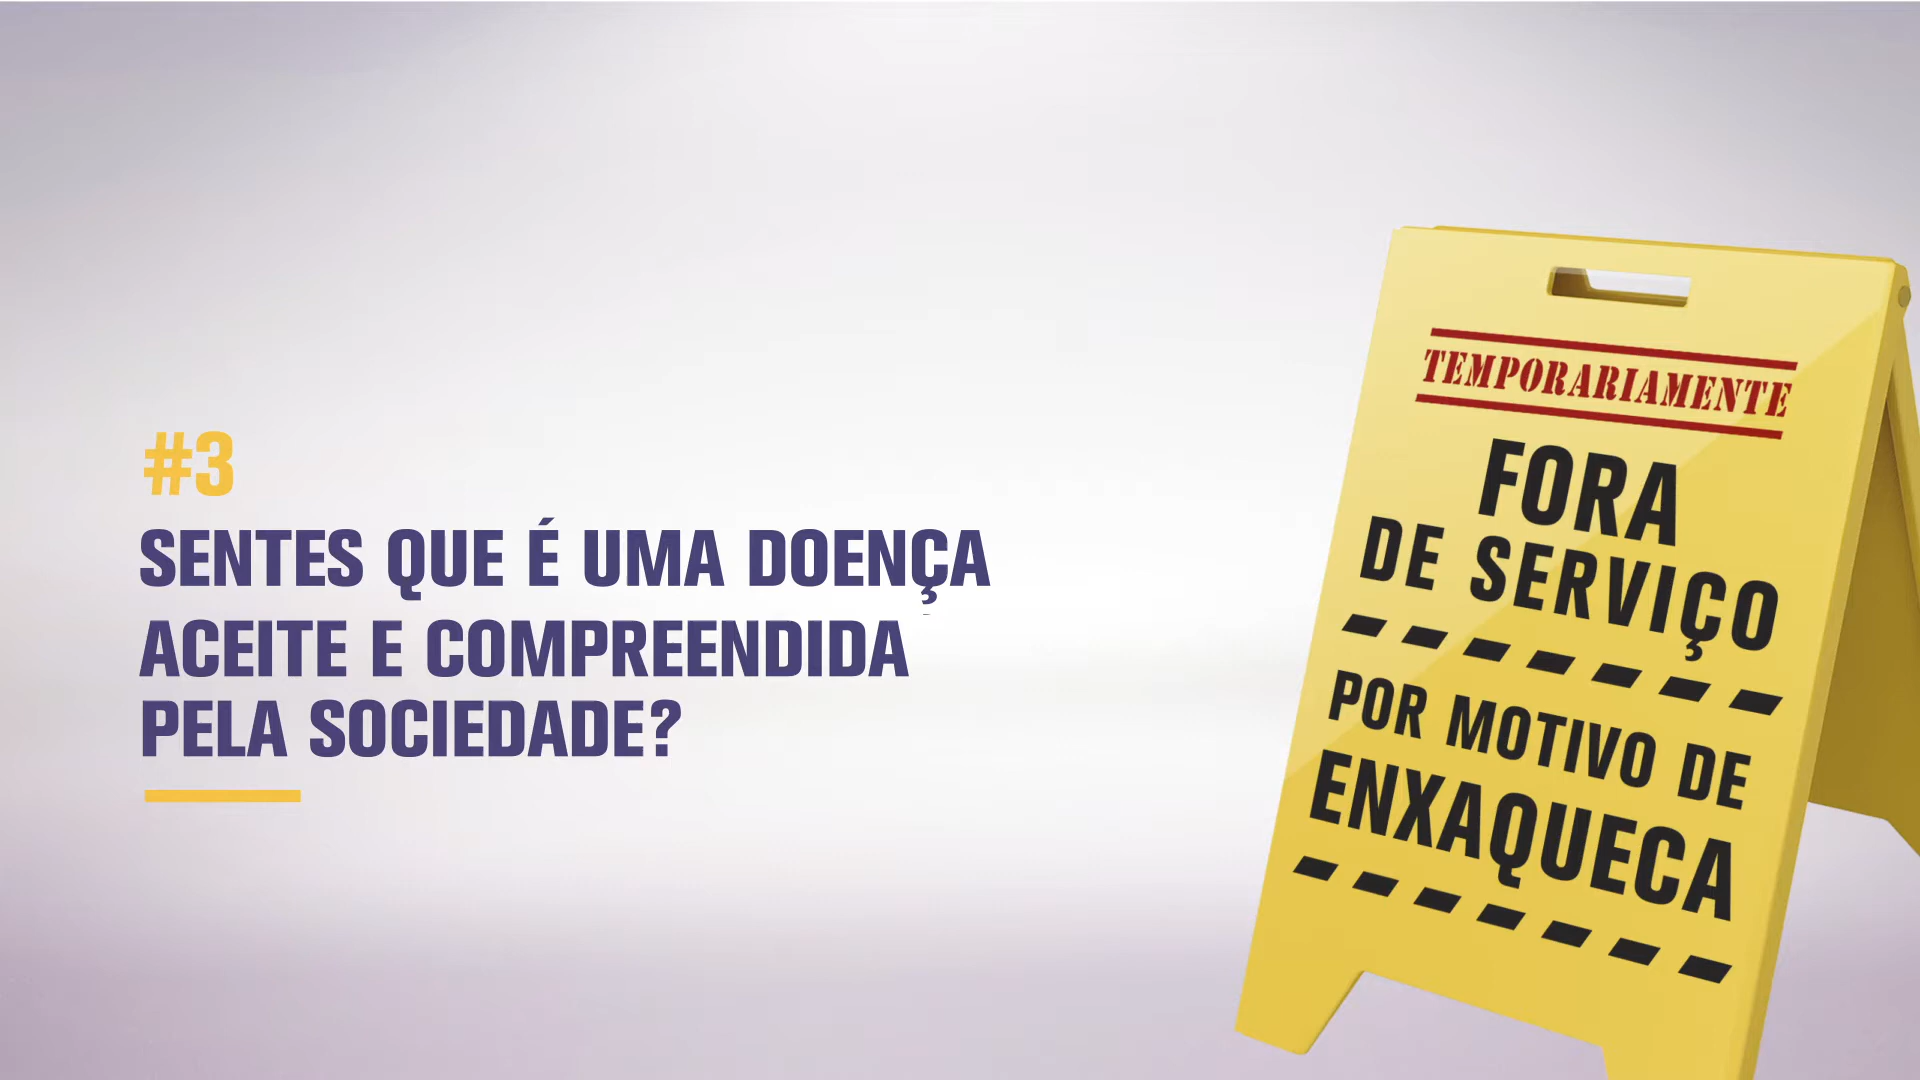 #3
SENTES QUE É UMA DOENÇA
ACEITE E COMPREENDIDA
PELA SOCIEDADE?
TEMPORARIAMENTE
FORA
DE SERVIÇO
POR MOTIVO DE
ENXAQUECA